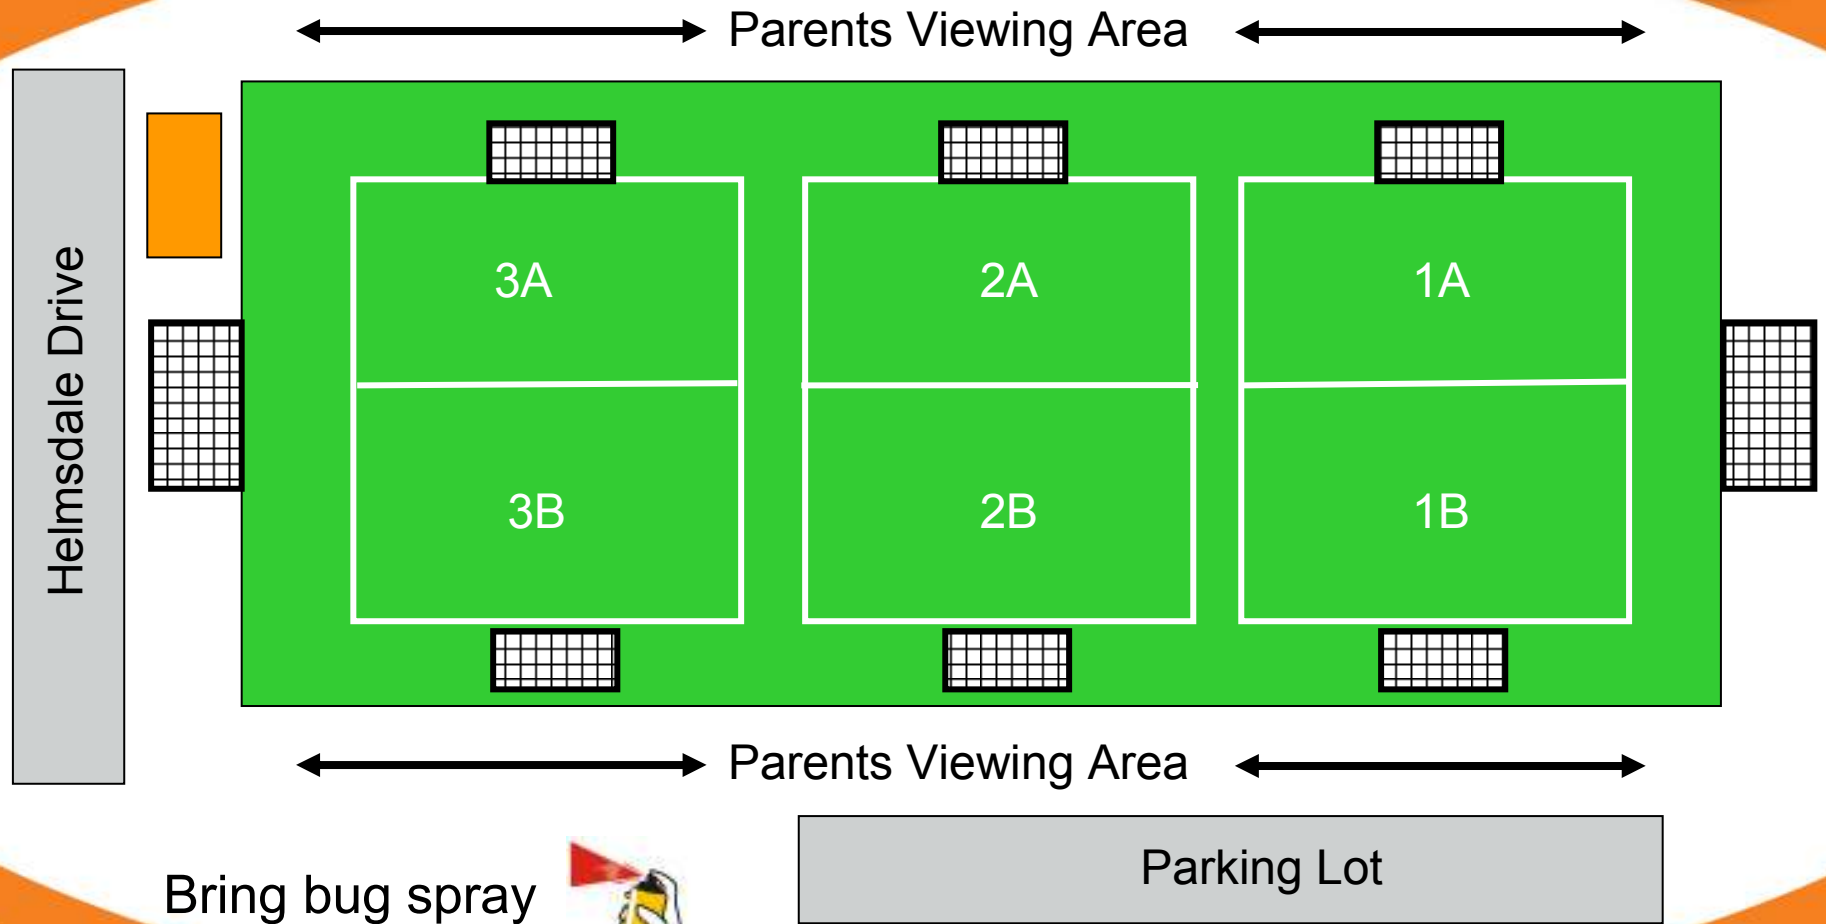 Parents Viewing Area
Helmsdale Drive
3A
2A
1A
3B
2B
1B
Parents Viewing Area
Parking Lot
Bring bug spray